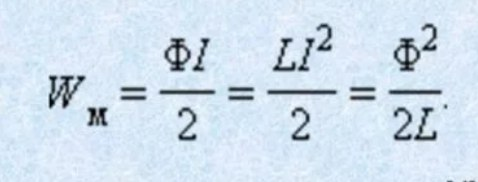 W_м = ΦI/2 = LI²/2 = Φ²/2L.